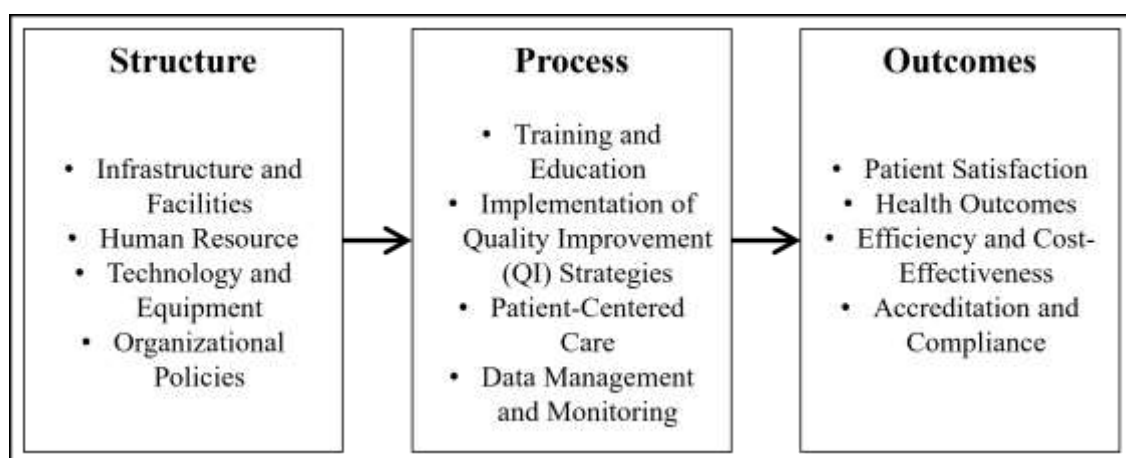 Structure
• Infrastructure and
Facilities
• Human Resource
• Technology and
Equipment
• Organizational
Policies
Process
• Training and
Education
• Implementation of
Quality Improvement
(QI) Strategies
• Patient-Centered
Care
• Data Management
and Monitoring
Outcomes
• Patient Satisfaction
• Health Outcomes
• Efficiency and Cost-
Effectiveness
• Accreditation and
Compliance